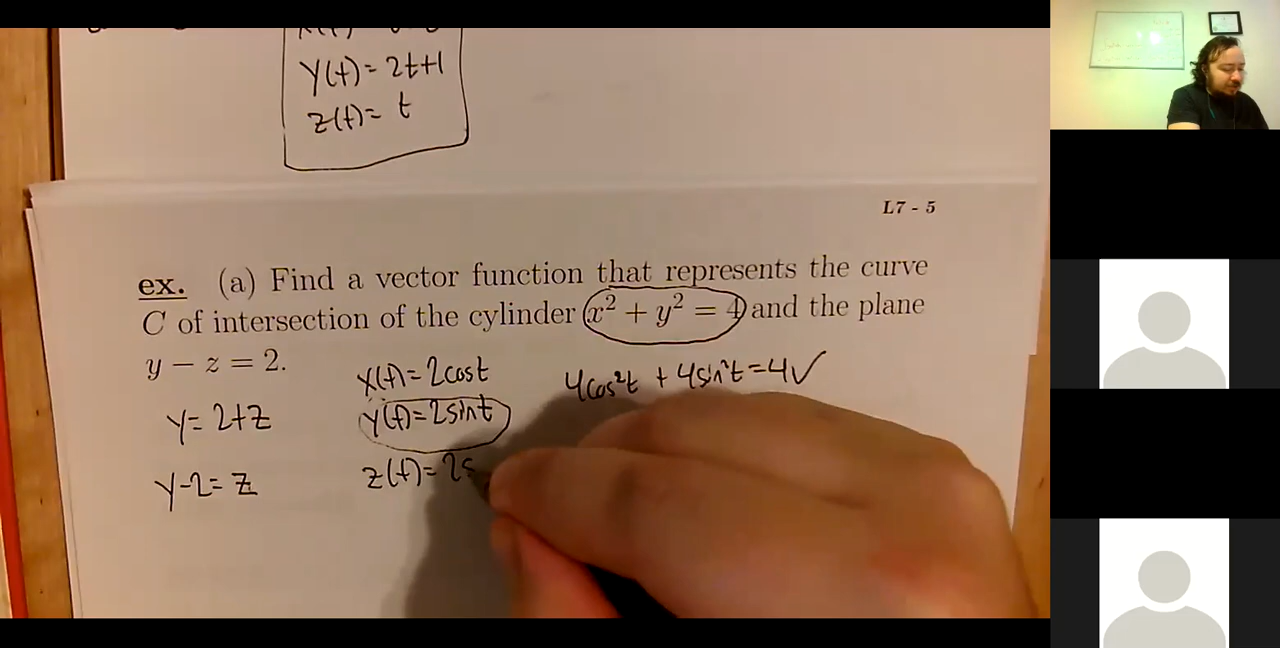 y(t) = 2t+1
z(t) = t
L7 - 5
ex. (a) Find a vector function that represents the curve
C of intersection of the cylinder x² + y² = 4 and the plane
y − z = 2.
x(t) = 2cost
4cos²t + 4sin²t = 4 ✓
y = 2+z
y(t) = 2sint
y-2 = z
z(t) = 2s